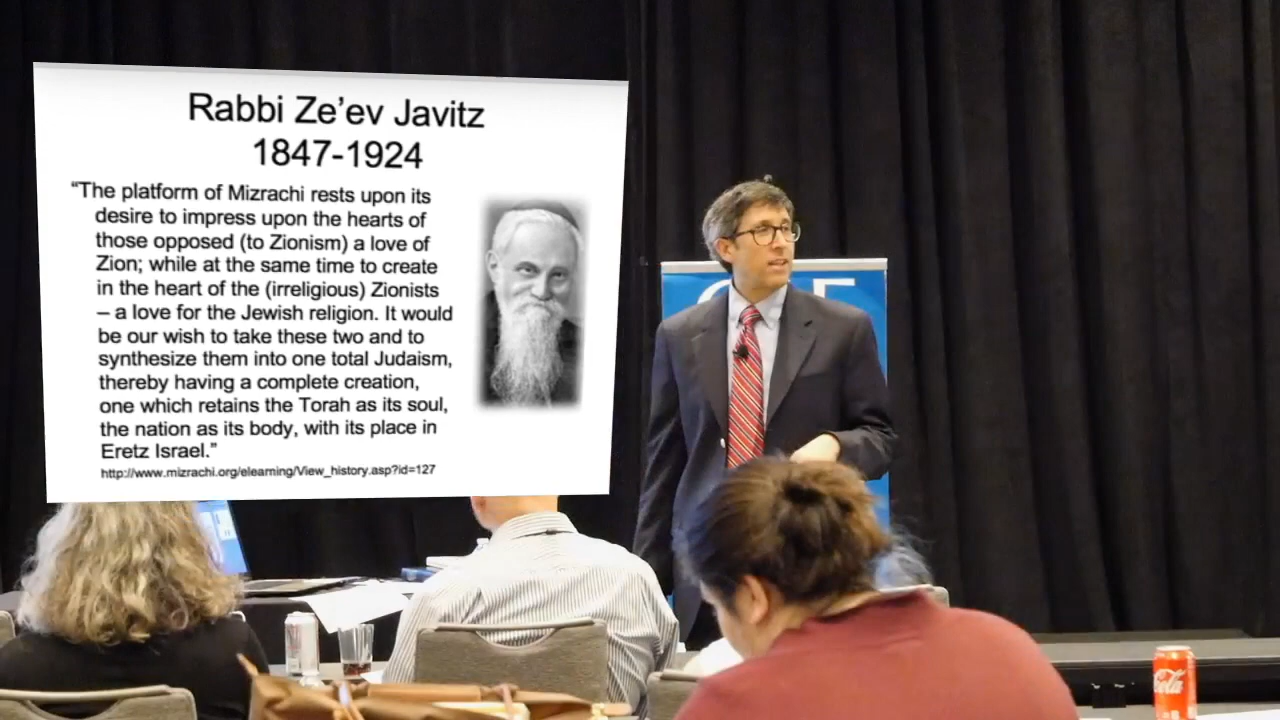 Rabbi Ze’ev Javitz
1847-1924
“The platform of Mizrachi rests upon its
desire to impress upon the hearts of
those opposed (to Zionism) a love of
Zion; while at the same time to create
in the heart of the (irreligious) Zionists
– a love for the Jewish religion. It would
be our wish to take these two and to
synthesize them into one total Judaism,
thereby having a complete creation,
one which retains the Torah as its soul,
the nation as its body, with its place in
Eretz Israel.”
http://www.mizrachi.org/elearning/View_history.asp?id=127
Cola